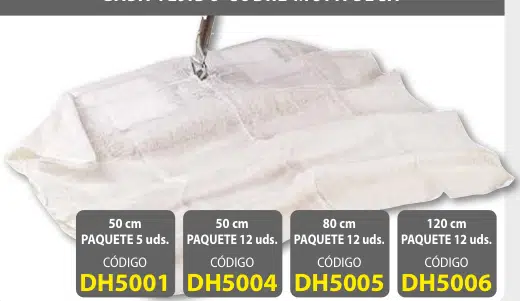 50 cm
PAQUETE 5 uds.
CÓDIGO
DH5001
50 cm
PAQUETE 12 uds.
CÓDIGO
DH5004
80 cm
PAQUETE 12 uds.
CÓDIGO
DH5005
120 cm
PAQUETE 12 uds.
CÓDIGO
DH5006